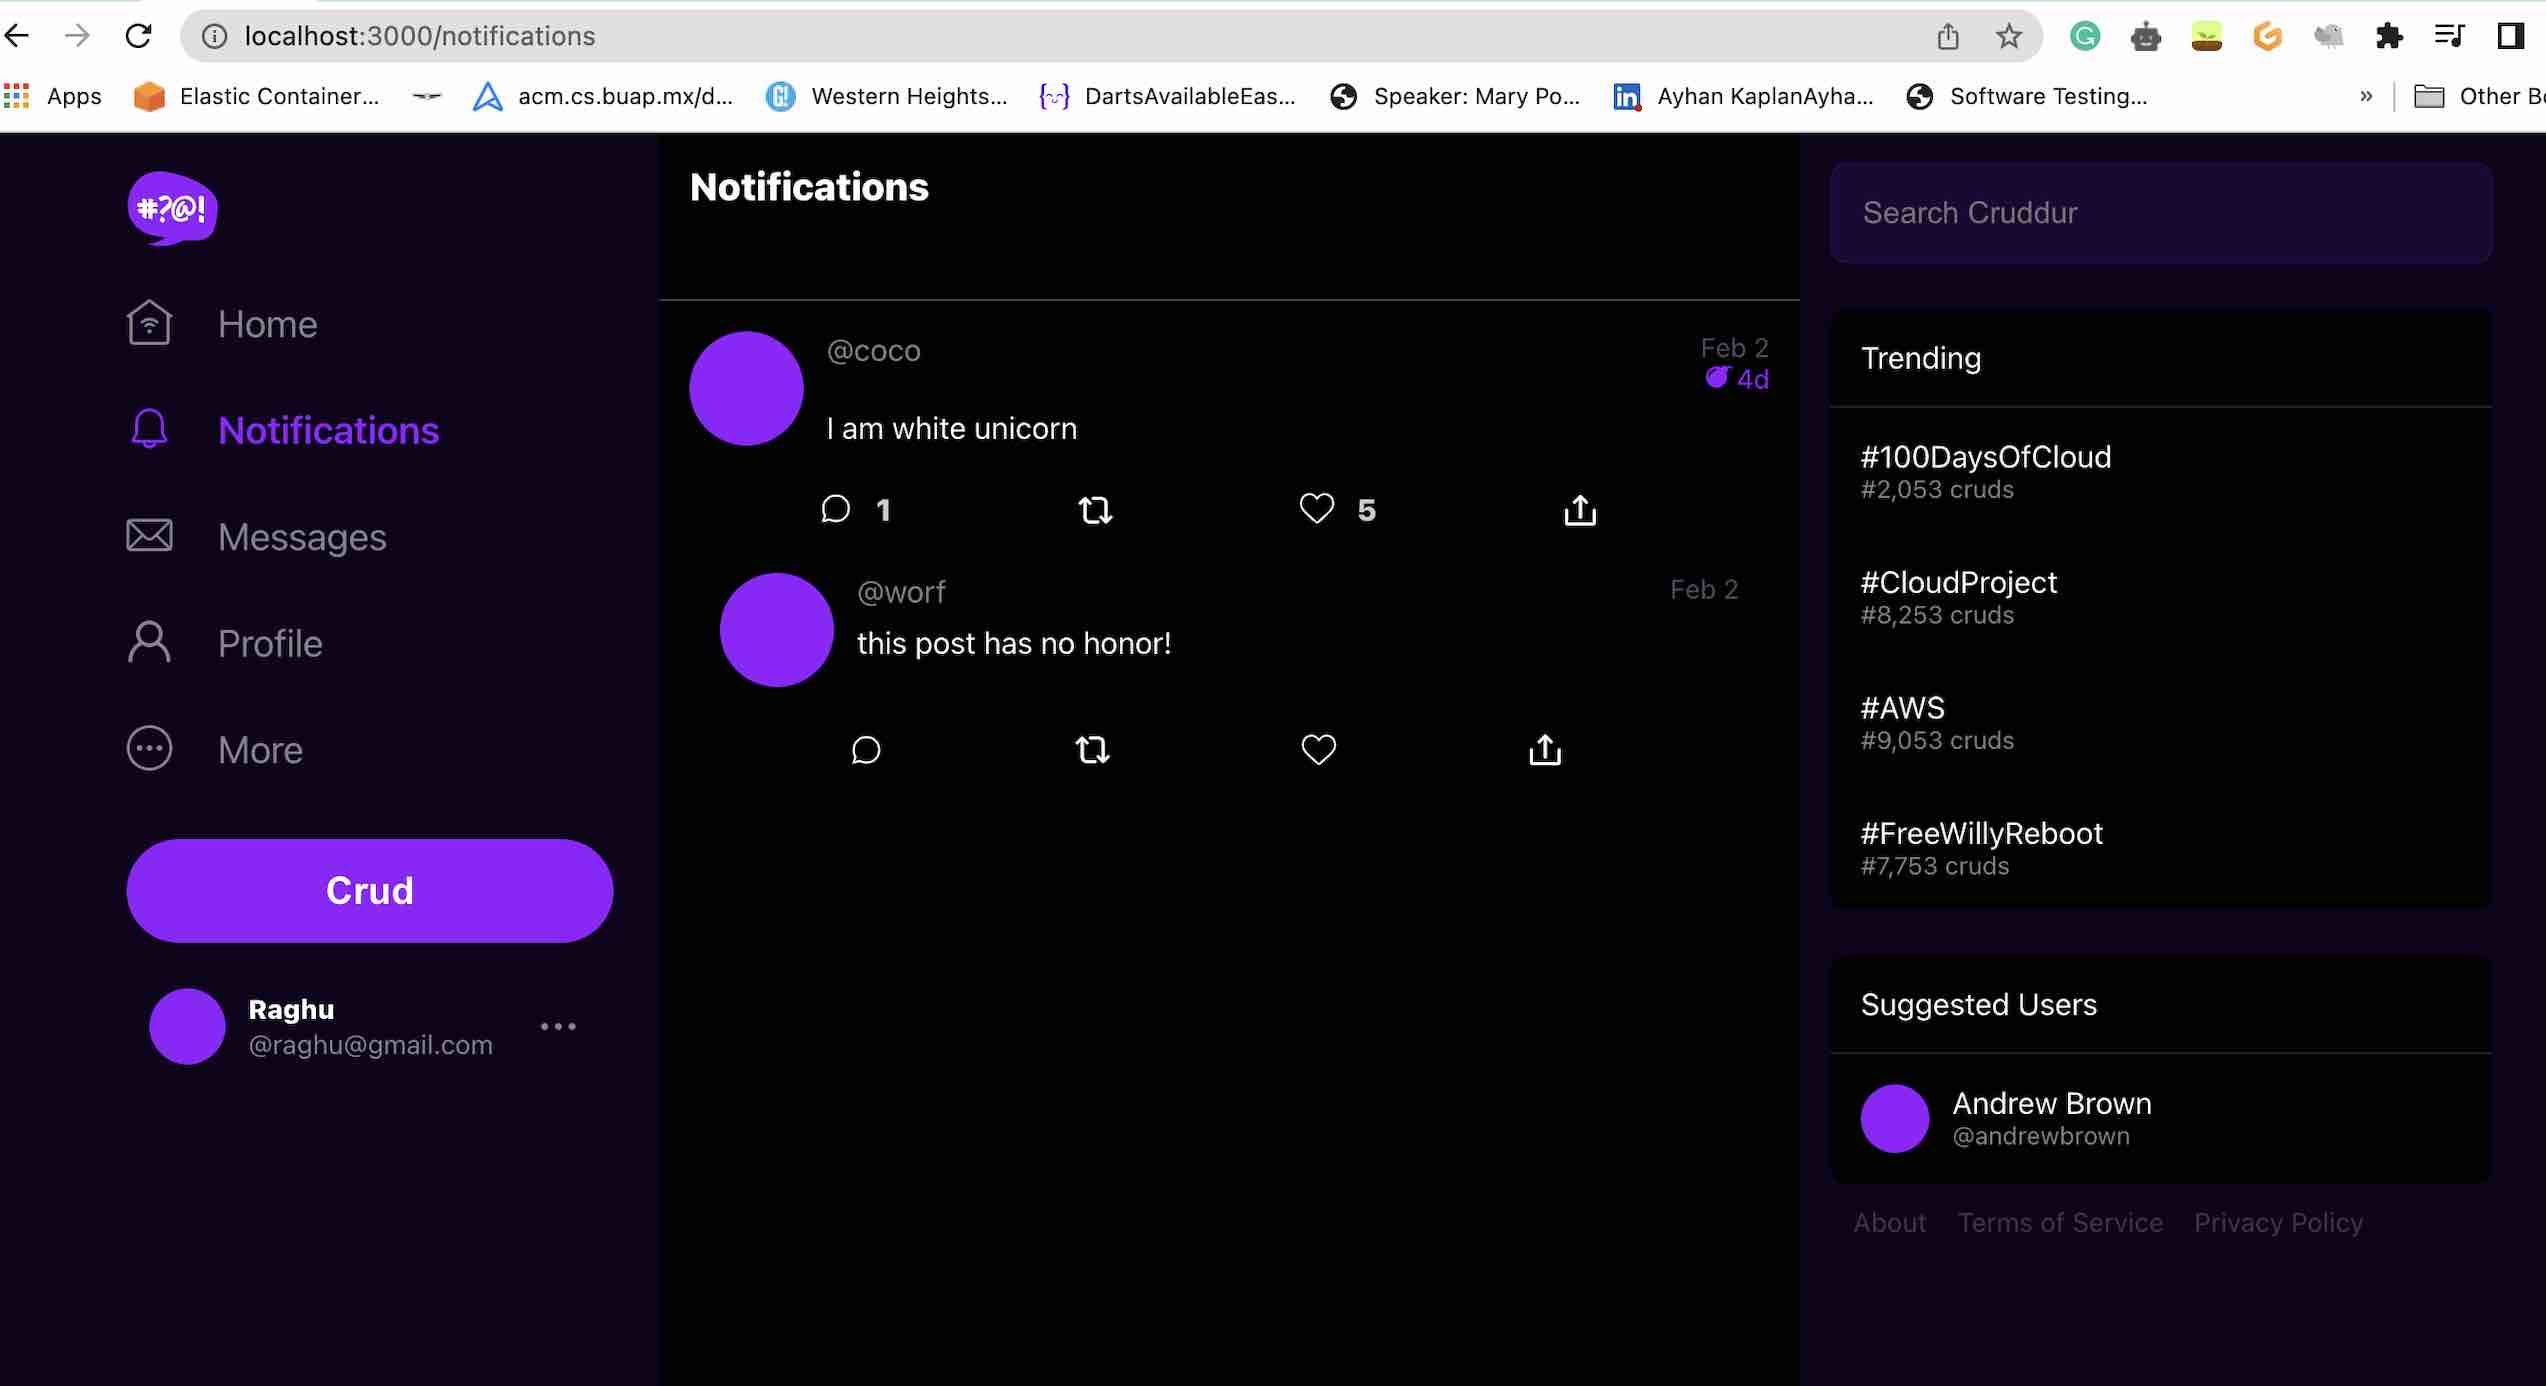 localhost:3000/notifications
Apps
Elastic Container...
acm.cs.buap.mx/d...
Western Heights...
DartsAvailableEas...
Speaker: Mary Po...
Ayhan KaplanAyha...
Software Testing...
»
Other B
#?@!
Home
Notifications
Messages
Profile
More
Crud
Raghu
@raghu@gmail.com
Notifications
@coco
Feb 2
4d
I am white unicorn
1
5
@worf
Feb 2
this post has no honor!
Search Cruddur
Trending
#100DaysOfCloud
#2,053 cruds
#CloudProject
#8,253 cruds
#AWS
#9,053 cruds
#FreeWillyReboot
#7,753 cruds
Suggested Users
Andrew Brown
@andrewbrown
About
Terms of Service
Privacy Policy